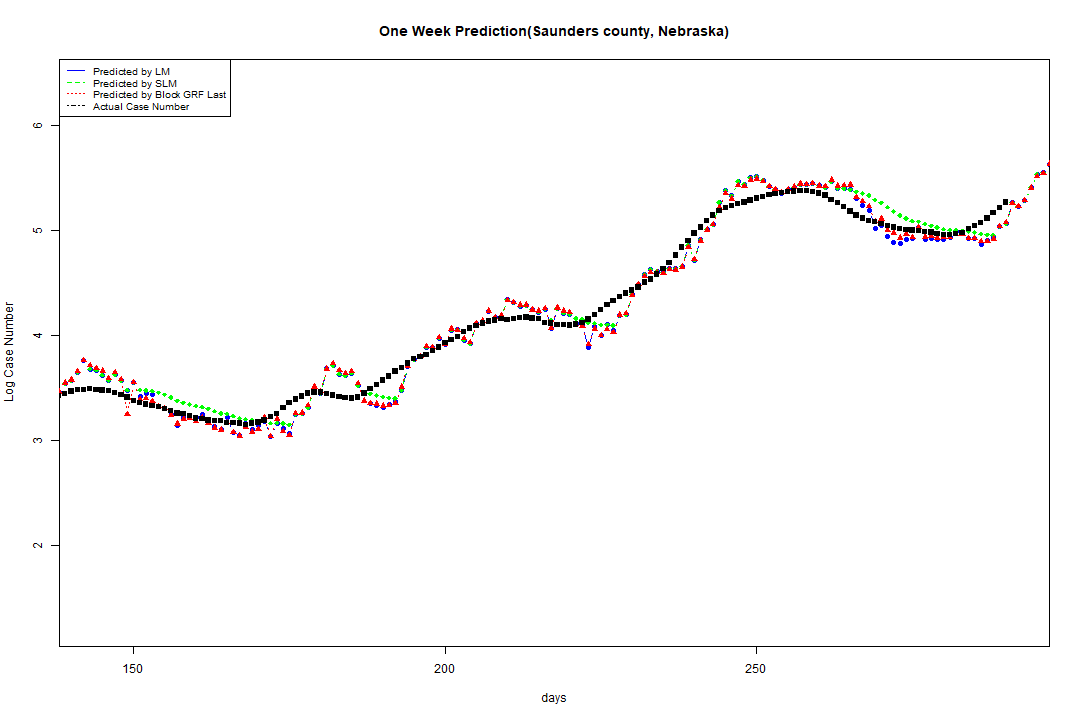 One Week Prediction(Saunders county, Nebraska)
Predicted by LM
Predicted by SLM
Predicted by Block GRF Last
Actual Case Number
6
5
4
3
2
Log Case Number
150 200 250
days